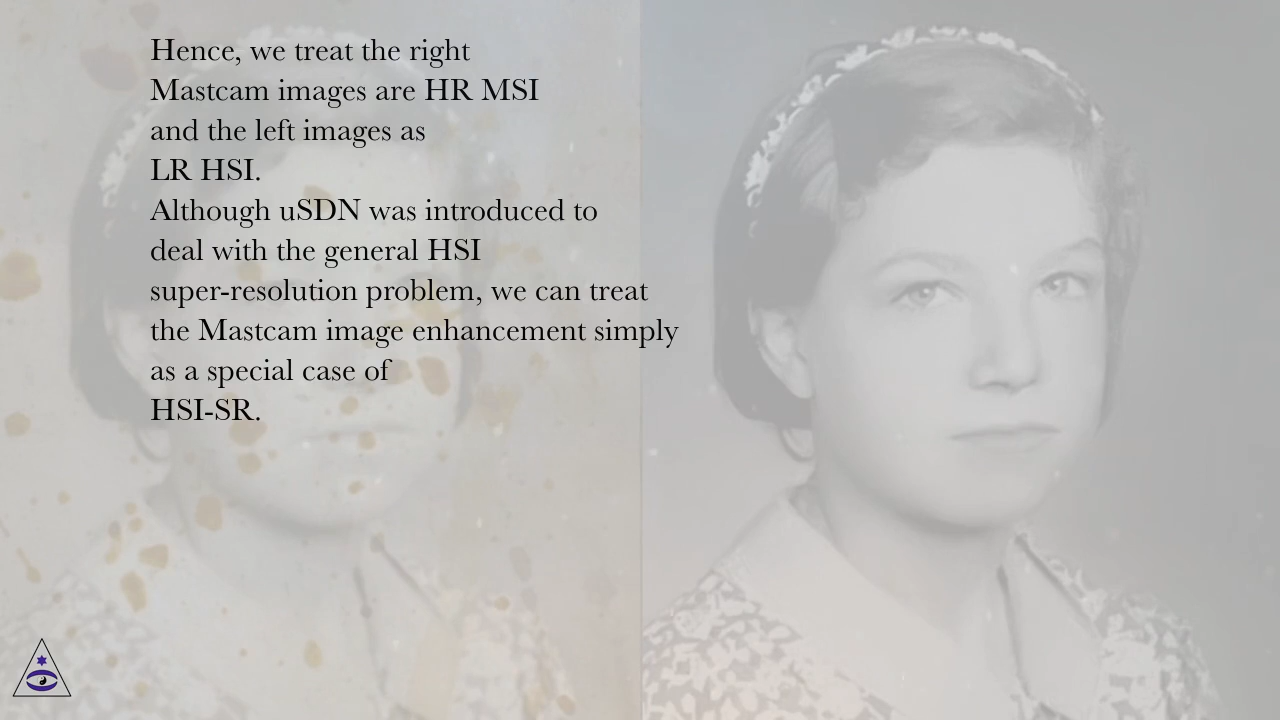 Hence, we treat the right
Mastcam images are HR MSI
and the left images as
LR HSI.
Although uSDN was introduced to
deal with the general HSI
super-resolution problem, we can treat
the Mastcam image enhancement simply
as a special case of
HSI-SR.